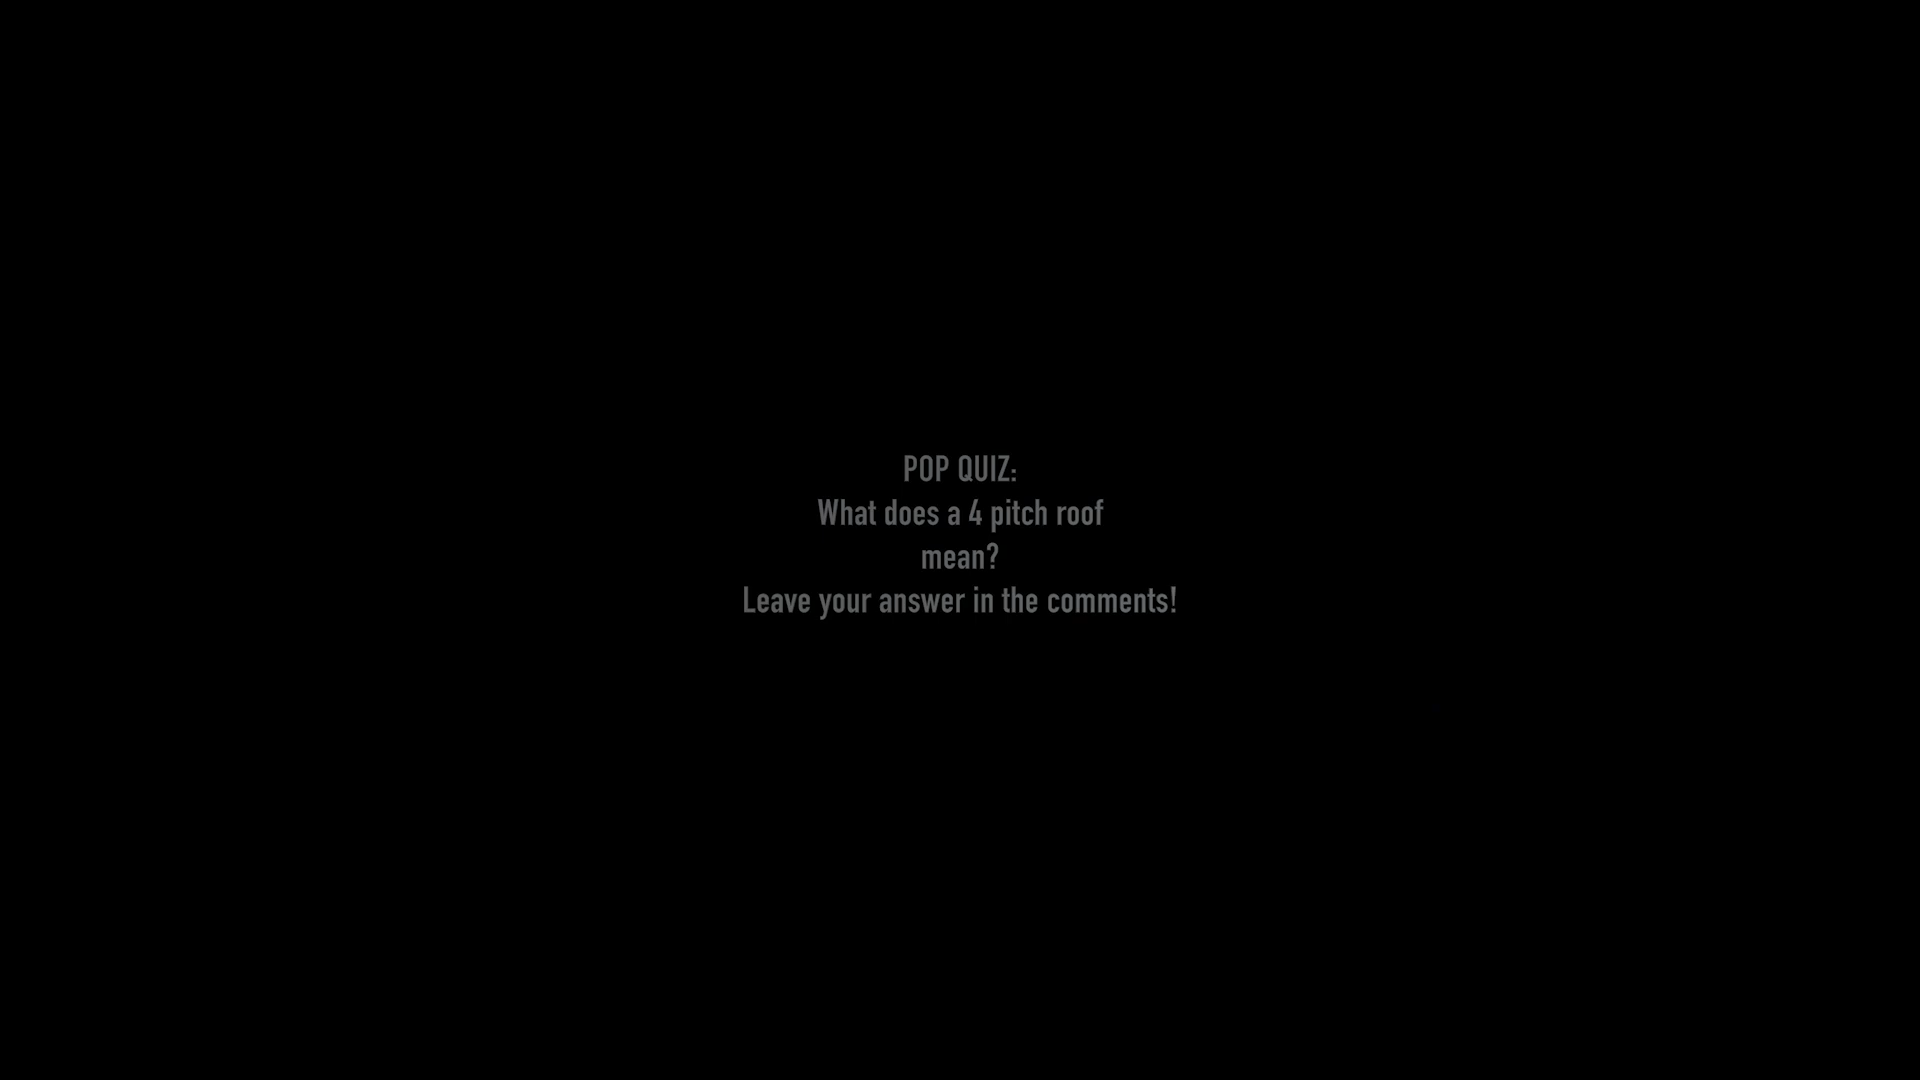 POP QUIZ:
What does a 4 pitch roof
mean?
Leave your answer in the comments!